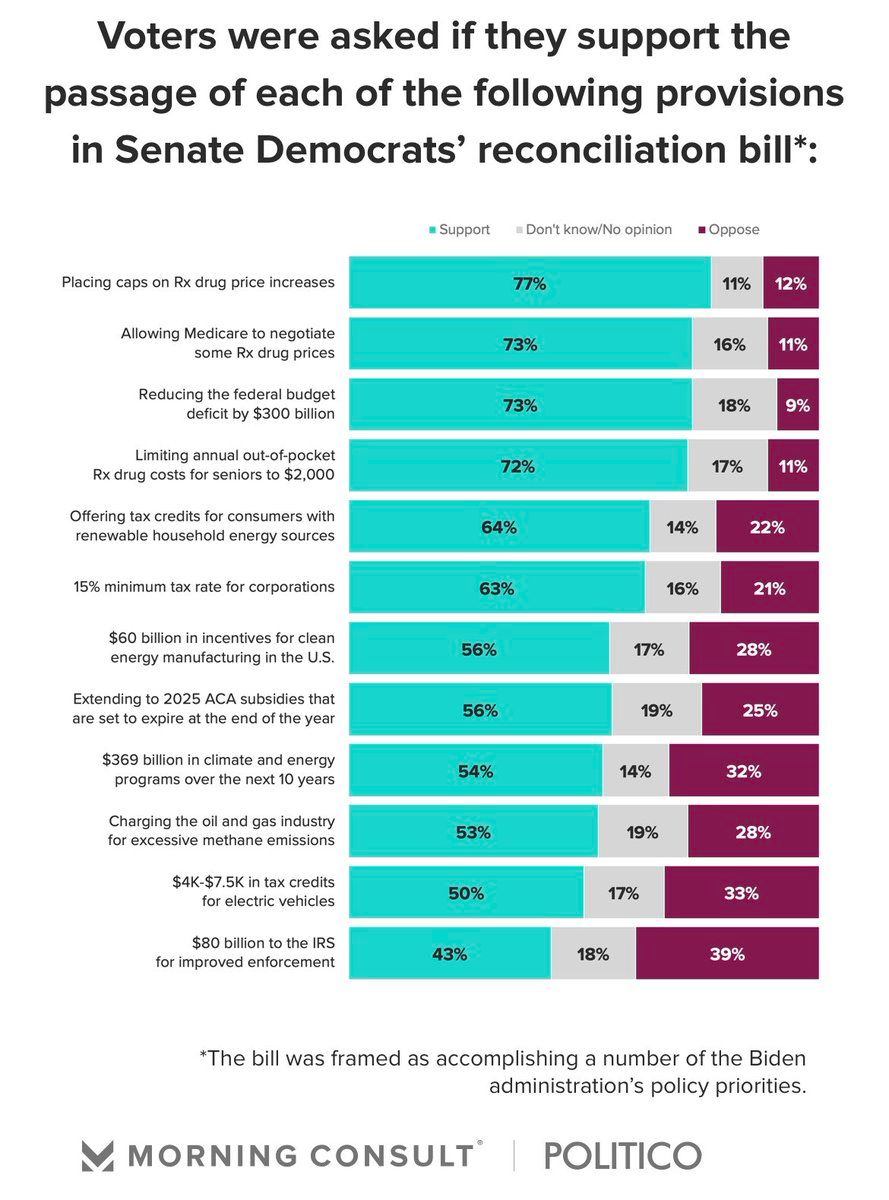 Voters were asked if they support the
passage of each of the following provisions
in Senate Democrats’ reconciliation bill*:
Support Don't know/No opinion Oppose
Placing caps on Rx drug price increases 77% 11% 12%
Allowing Medicare to negotiate
some Rx drug prices 73% 16% 11%
Reducing the federal budget
deficit by $300 billion 73% 18% 9%
Limiting annual out-of-pocket
Rx drug costs for seniors to $2,000 72% 17% 11%
Offering tax credits for consumers with
renewable household energy sources 64% 14% 22%
15% minimum tax rate for corporations 63% 16% 21%
$60 billion in incentives for clean
energy manufacturing in the U.S. 56% 17% 28%
Extending to 2025 ACA subsidies that
are set to expire at the end of the year 56% 19% 25%
$369 billion in climate and energy
programs over the next 10 years 54% 14% 32%
Charging the oil and gas industry
for excessive methane emissions 53% 19% 28%
$4K-$7.5K in tax credits
for electric vehicles 50% 17% 33%
$80 billion to the IRS
for improved enforcement 43% 18% 39%
*The bill was framed as accomplishing a number of the Biden
administration’s policy priorities.
MORNING CONSULT® POLITICO